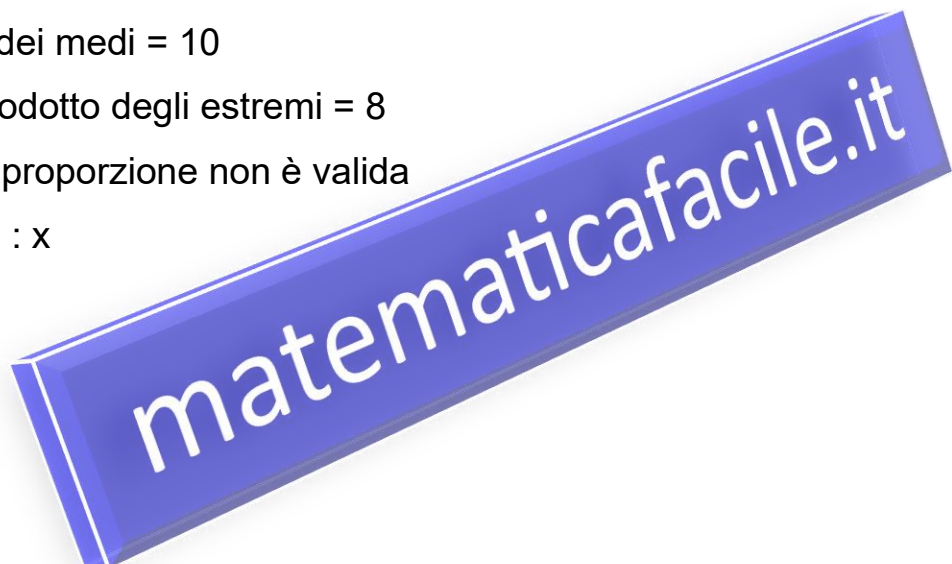 dei medi = 10
odotto degli estremi = 8
proporzione non è valida
: x
matematicafacile.it